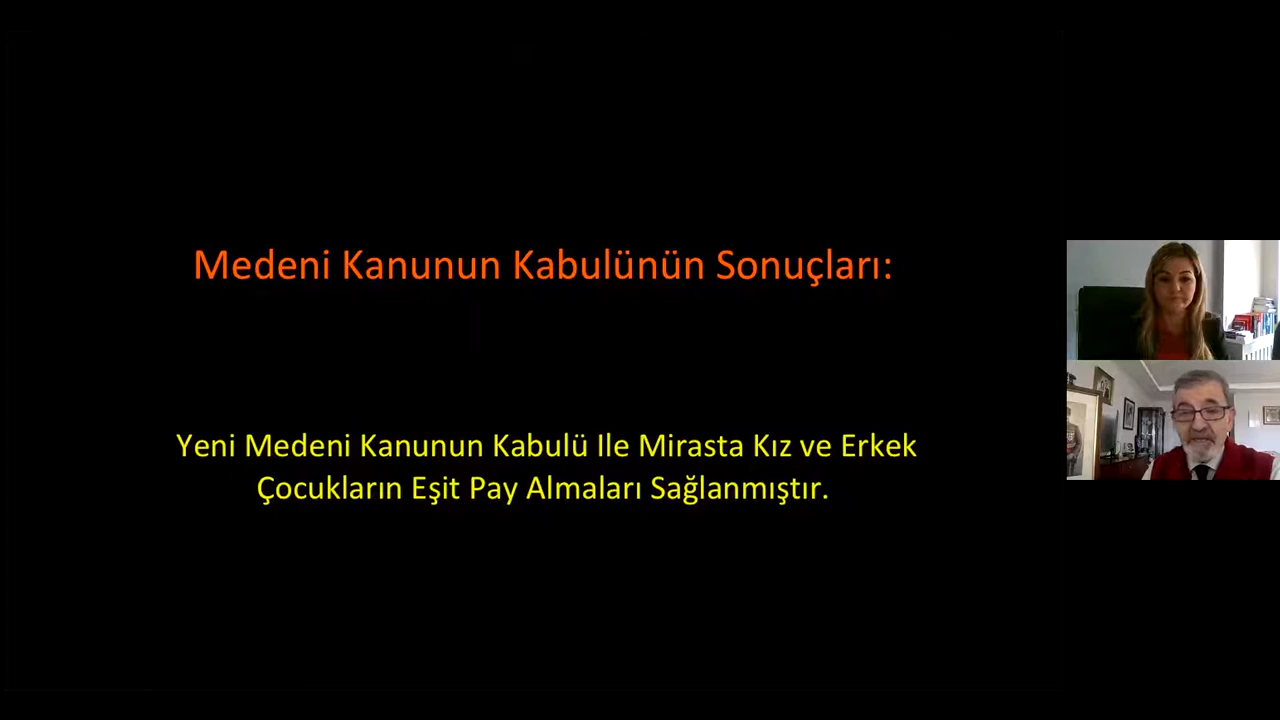 Medeni Kanunun Kabulünün Sonuçları:
Yeni Medeni Kanunun Kabulü Ile Mirasta Kız ve Erkek
Çocukların Eşit Pay Almaları Sağlanmıştır.